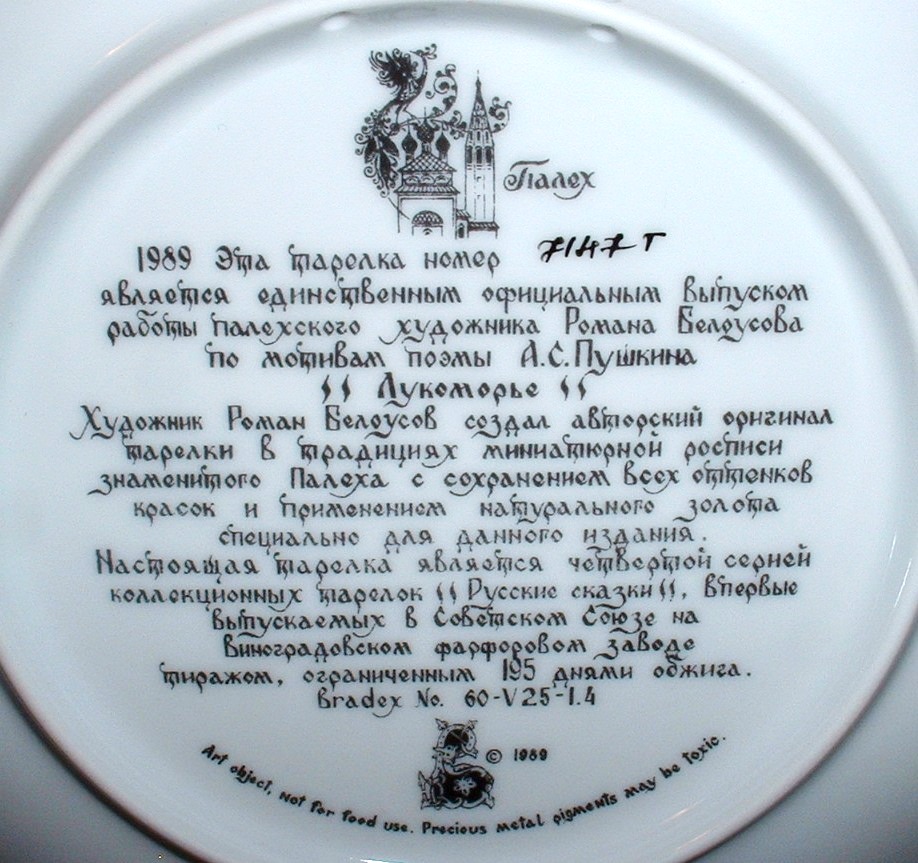 Палех
1989 Эта тарелка номер 7147 T
является единственным официальным выпуском
работы палехского художника Романа Белоусова
по мотивам поэмы А.С.Пушкина
"Лукоморье"
Художник Роман Белоусов создал авторский оригинал
тарелки в традициях миниатюрной росписи
знаменитого Палеха с сохранением всех оттенков
красок и применением натурального золота
специально для данного издания.
Настоящая тарелка является четвертой серией
коллекционных тарелок "Русские сказки", впервые
выпускаемых в Советском Союзе на
Виноградовском фарфоровом заводе
тиражом, ограниченным 195 днями обжига.
Bradex No. 60-V25-1.4
© 1989
Art object, not for food use. Precious metal pigments may be toxic.